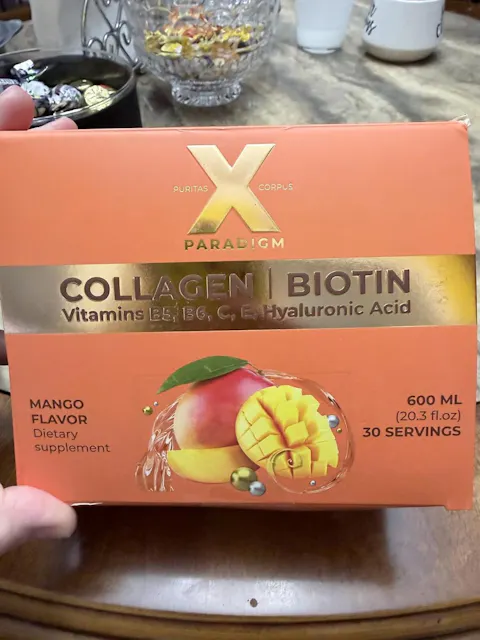 X
PURITAS CORPUS
PARADIGM
COLLAGEN | BIOTIN
Vitamins B5, B6, C, E, Hyaluronic Acid
MANGO
FLAVOR
Dietary
supplement
600 ML
(20.3 fl.oz)
30 SERVINGS